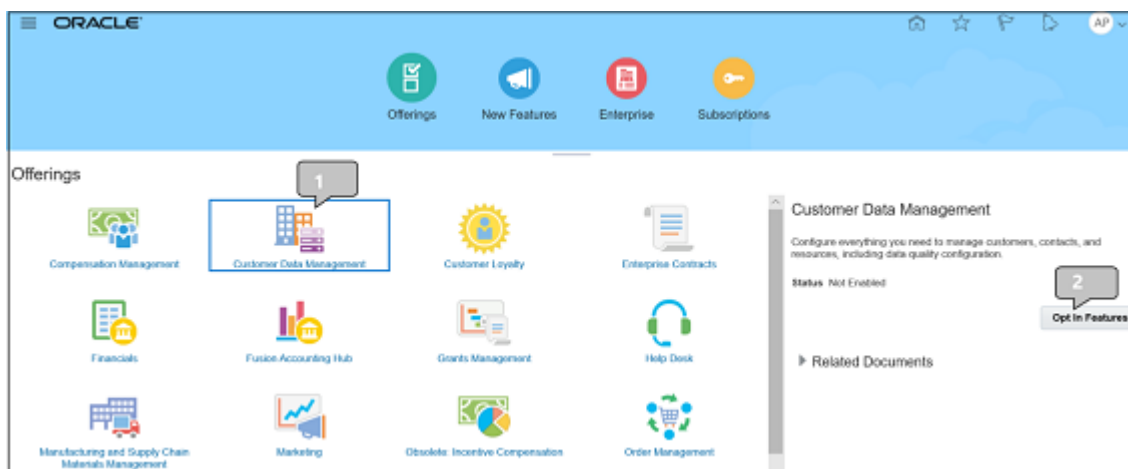 ORACLE
AP
Offerings
New Features
Enterprise
Subscriptions
Offerings
1
Compensation Management
Customer Data Management
Customer Loyalty
Enterprise Contracts
Customer Data Management
Configure everything you need to manage customers, contacts, and
resources, including data quality configuration.
Status Not Enabled
2
Opt In Features
Related Documents
Financials
Fusion Accounting Hub
Grants Management
Help Desk
Manufacturing and Supply Chain
Materials Management
Marketing
Obsolete: Incentive Compensation
Order Management